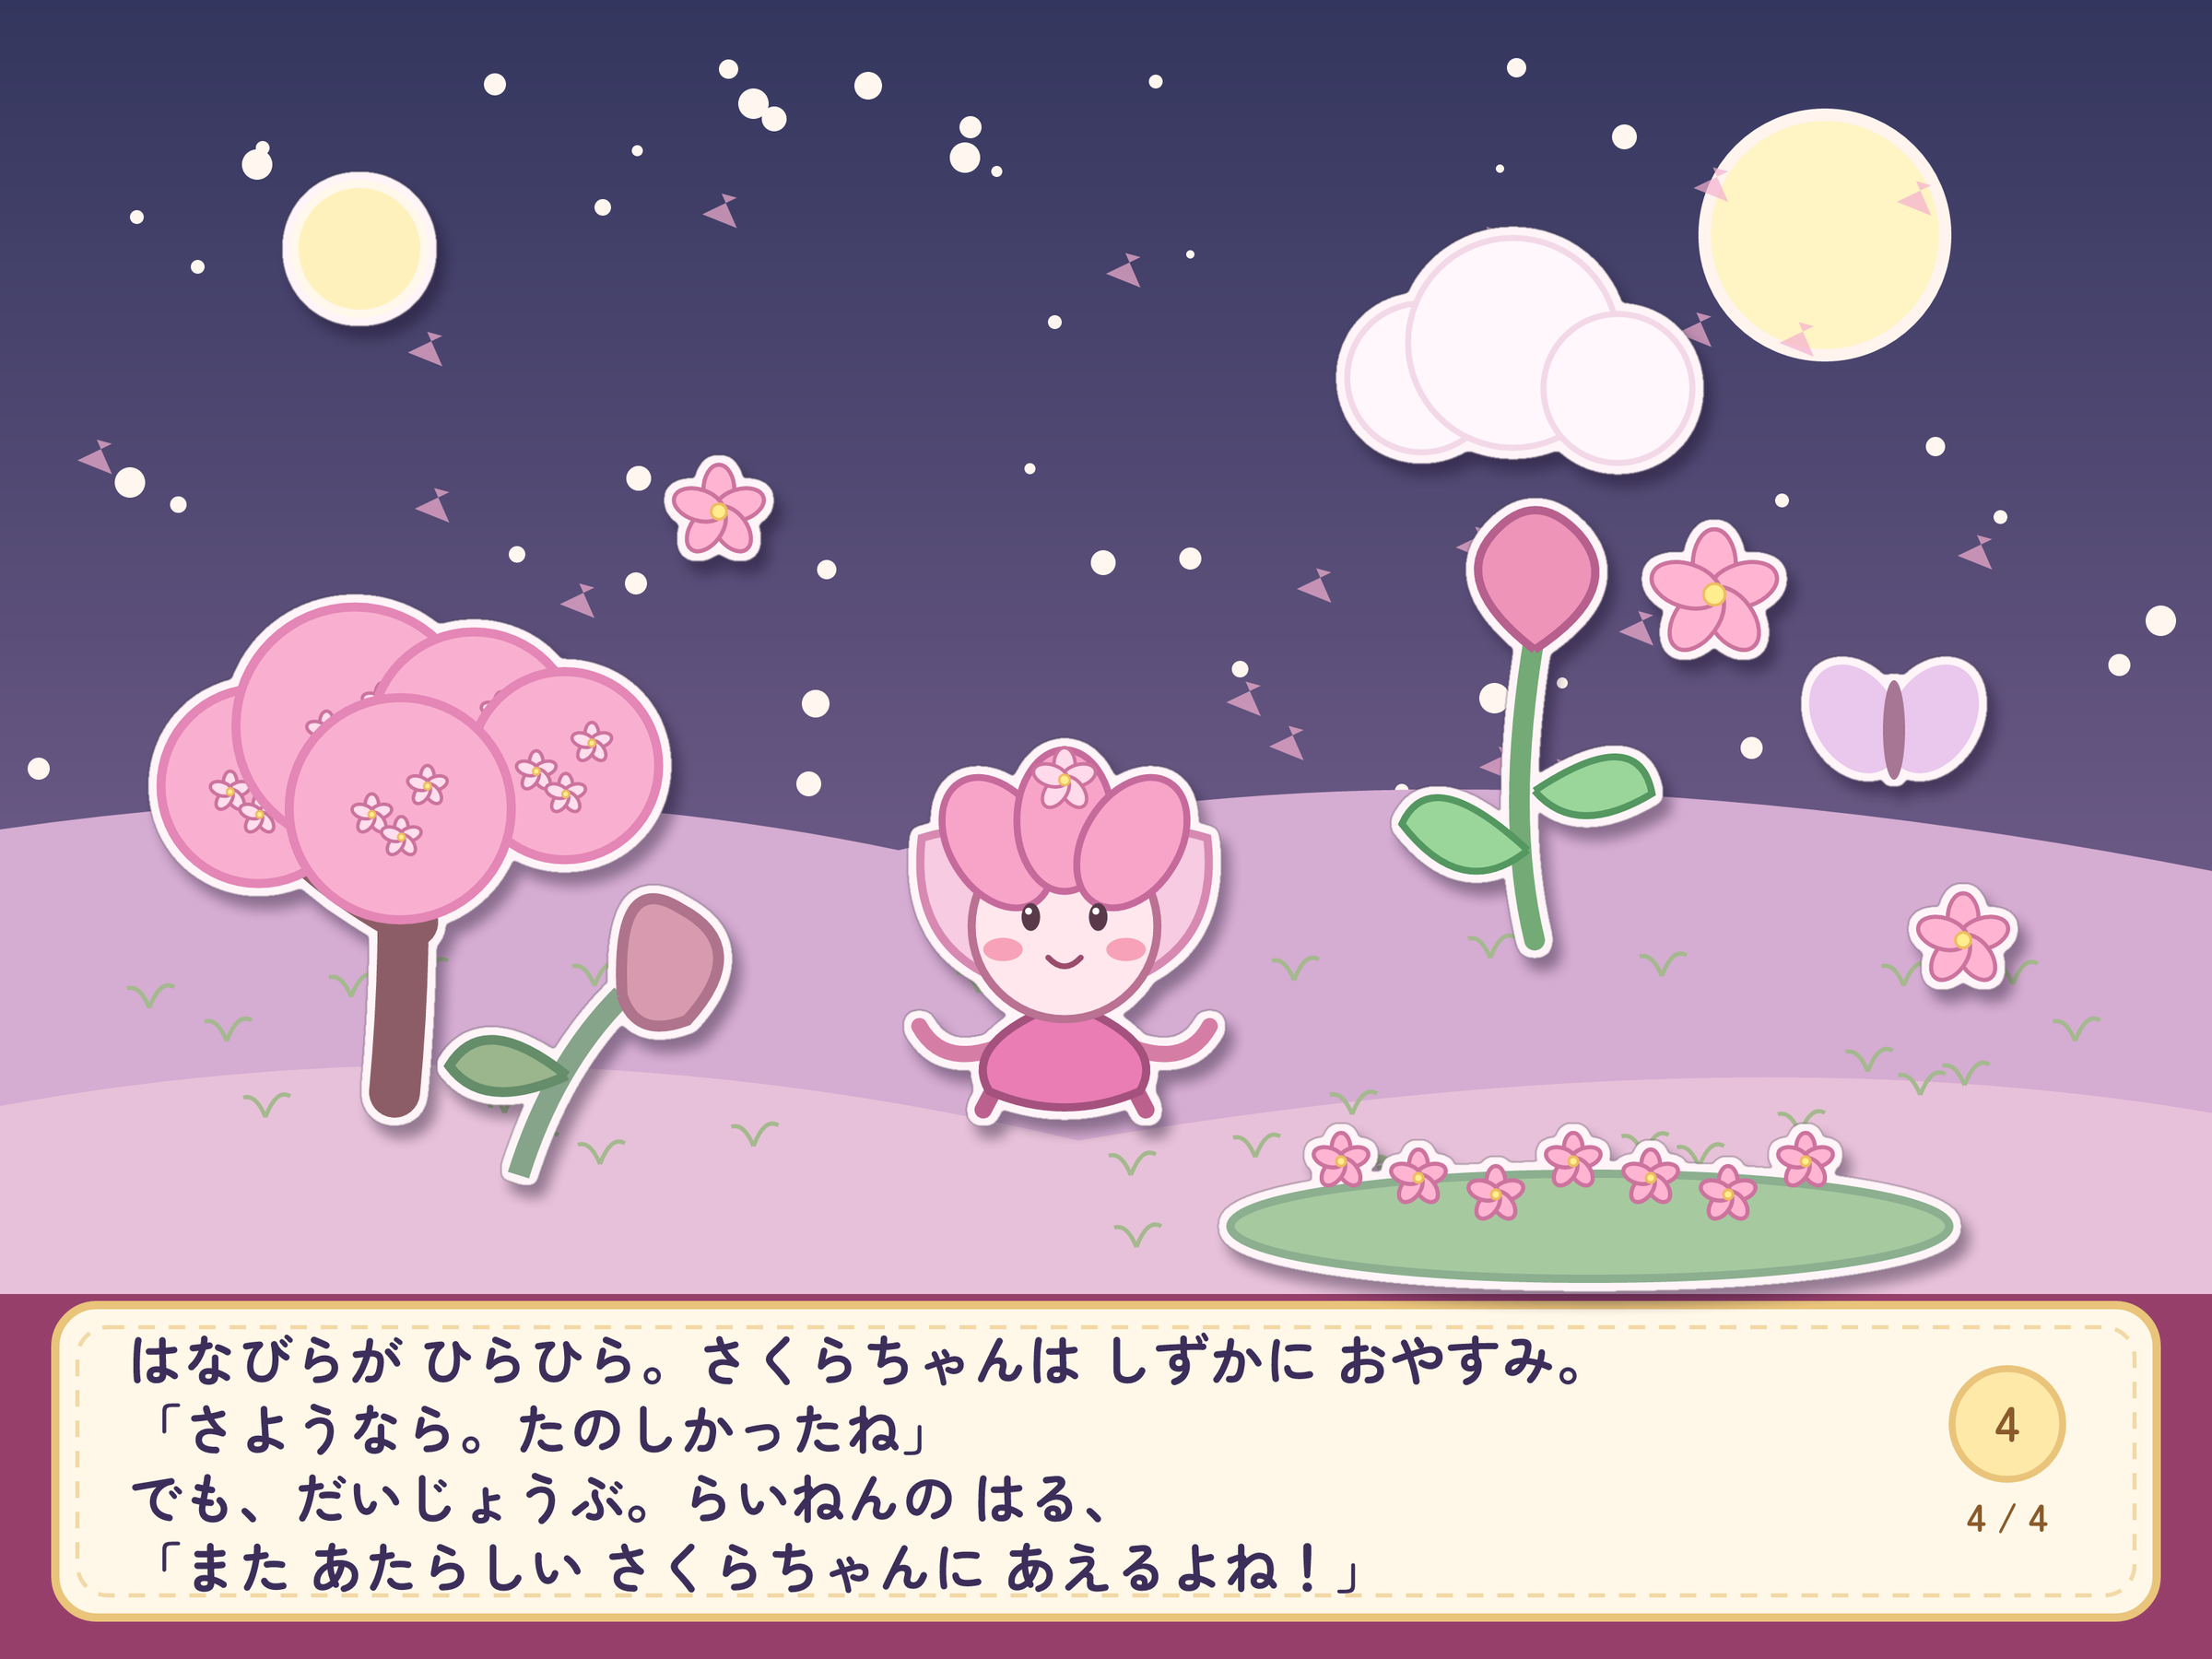 はなびらが ひらひら。 さくらちゃんは しずかに おやすみ。
「さようなら。 たのしかったね」
でも、 だいじょうぶ。 らいねんの はる、
「また あたらしい さくらちゃんに あえるよね！」
4
4 / 4